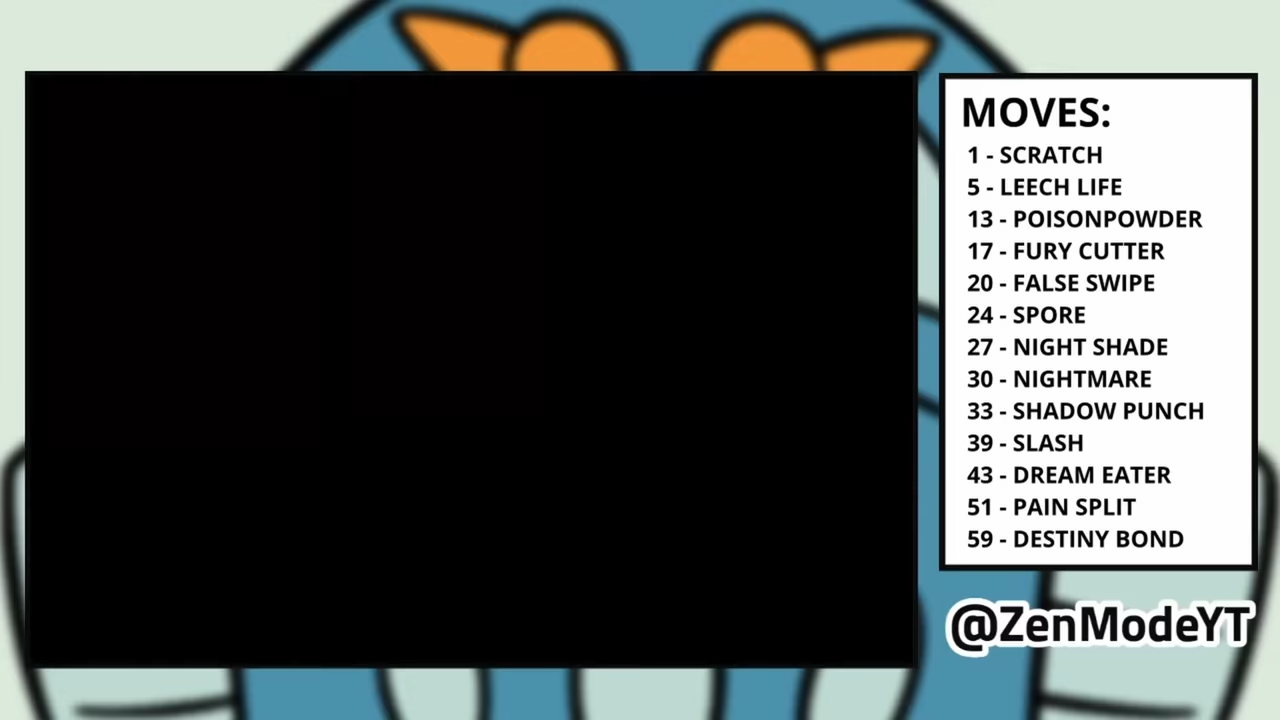 MOVES:
1 - SCRATCH
5 - LEECH LIFE
13 - POISONPOWDER
17 - FURY CUTTER
20 - FALSE SWIPE
24 - SPORE
27 - NIGHT SHADE
30 - NIGHTMARE
33 - SHADOW PUNCH
39 - SLASH
43 - DREAM EATER
51 - PAIN SPLIT
59 - DESTINY BOND
@ZenModeYT